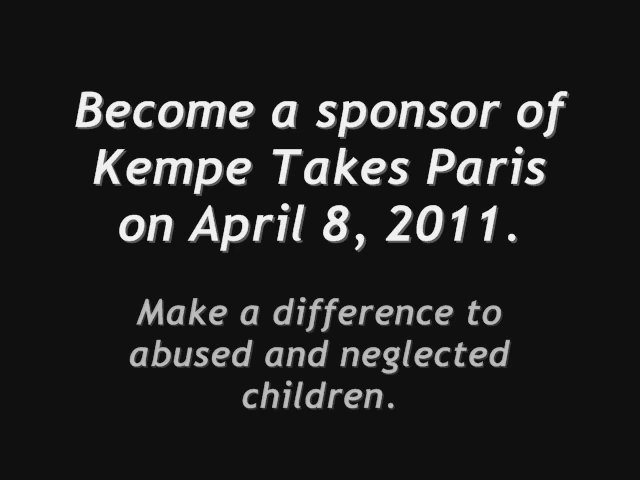 Become a sponsor of
Kempe Takes Paris
on April 8, 2011.
Make a difference to
abused and neglected
children.